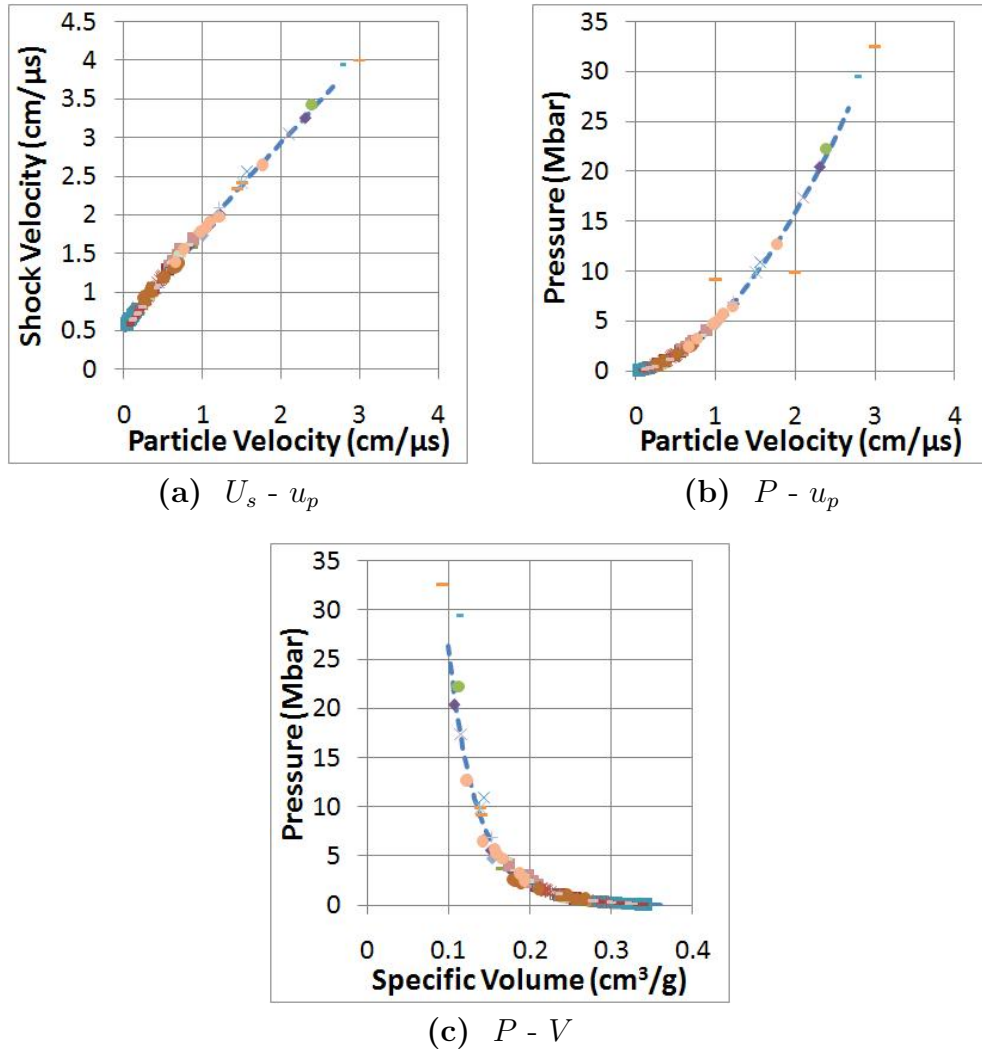 4.5
4
3.5
3
2.5
2
1.5
1
0.5
0
0 1 2 3 4
Shock Velocity (cm/µs)
Particle Velocity (cm/µs)
(a) U_s - u_p
35
30
25
20
15
10
5
0
0 1 2 3 4
Pressure (Mbar)
Particle Velocity (cm/µs)
(b) P - u_p
35
30
25
20
15
10
5
0
0 0.1 0.2 0.3 0.4
Pressure (Mbar)
Specific Volume (cm³/g)
(c) P - V